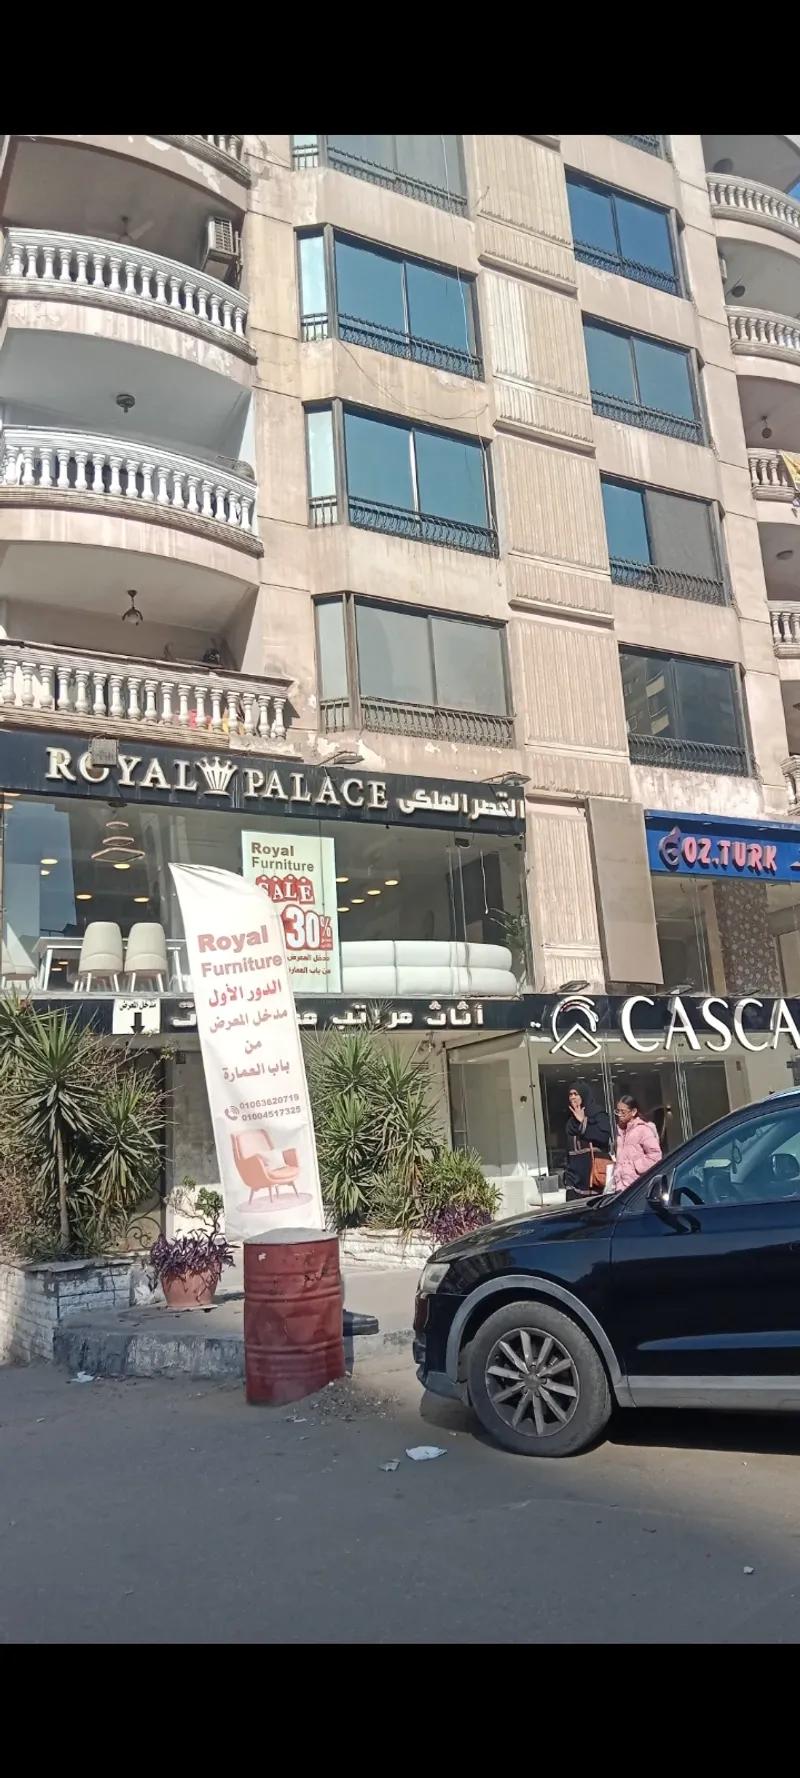 ROYAL PALACE القصر الملكى
Royal
Furniture
SALE
30%
مدخل المعرض
من باب العمارة
OZ.TURK
Royal
Furniture
الدور الأول
مدخل المعرض
من
باب العمارة
01063620719
01004517325
مدخل المعرض
أثاث مراتب
CASCA